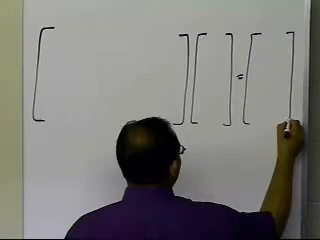 [ ] [ ] = [ ]